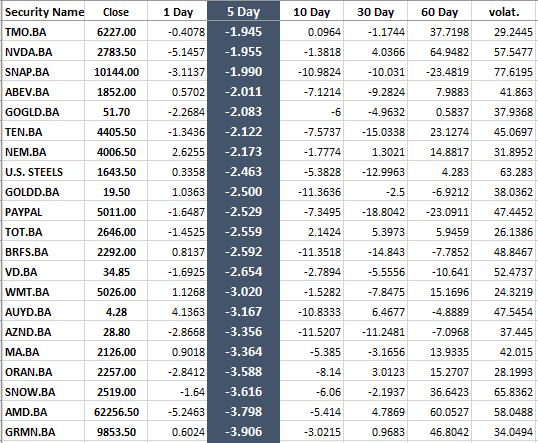 Security Name Close 1 Day 5 Day 10 Day 30 Day 60 Day volat.
TMO.BA 6227.00 -0.4078 -1.945 0.0964 -1.1744 37.7198 29.2445
NVDA.BA 2783.50 -5.1457 -1.955 -1.3818 4.0366 64.9482 57.5477
SNAP.BA 10144.00 -3.1137 -1.990 -10.9824 -10.031 -23.4819 77.6195
ABEV.BA 1852.00 0.5702 -2.011 -7.1214 -9.2824 7.9883 41.863
GOGLD.BA 51.70 -2.2684 -2.083 -6 -4.9632 0.5837 37.9368
TEN.BA 4405.50 -1.3436 -2.122 -7.5737 -15.0338 23.1274 45.0697
NEM.BA 4006.50 2.6255 -2.173 -1.7774 1.3021 14.8817 31.8952
U.S. STEELS 1643.50 0.3358 -2.463 -5.3828 -12.9963 4.283 63.283
GOLDD.BA 19.50 1.0363 -2.500 -11.3636 -2.5 -6.9212 38.0362
PAYPAL 5011.00 -1.6487 -2.529 -7.3495 -18.8042 -23.0911 47.4452
TOT.BA 2646.00 -1.4525 -2.559 2.1424 5.3973 5.9459 26.1386
BRFS.BA 2292.00 0.8137 -2.592 -11.3518 -14.843 -7.7852 48.8467
VD.BA 34.85 -1.6925 -2.654 -2.7894 -5.5556 -10.641 52.4737
WMT.BA 5026.00 1.1268 -3.020 -1.5282 -7.8475 15.1696 24.3219
AUYD.BA 4.28 4.1363 -3.167 -10.8333 6.4677 -4.8889 47.5454
AZND.BA 28.80 -2.8668 -3.356 -11.5207 -11.2481 -7.0968 37.445
MA.BA 2126.00 0.9018 -3.364 -5.385 -3.1656 13.9335 42.015
ORAN.BA 2257.00 -2.8412 -3.588 -8.14 3.0123 15.2707 28.1993
SNOW.BA 2519.00 -1.64 -3.616 -6.06 -2.1937 36.6423 65.8362
AMD.BA 62256.50 -5.2463 -3.798 -5.414 4.7869 60.0527 58.0488
GRMN.BA 9853.50 0.6024 -3.906 -3.0215 0.9683 46.8042 34.0494